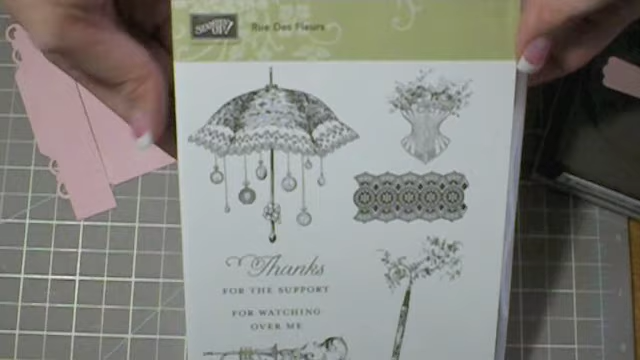 STAMPIN' UP!
Rue Des Fleurs
Thanks
FOR THE SUPPORT
FOR WATCHING
OVER ME